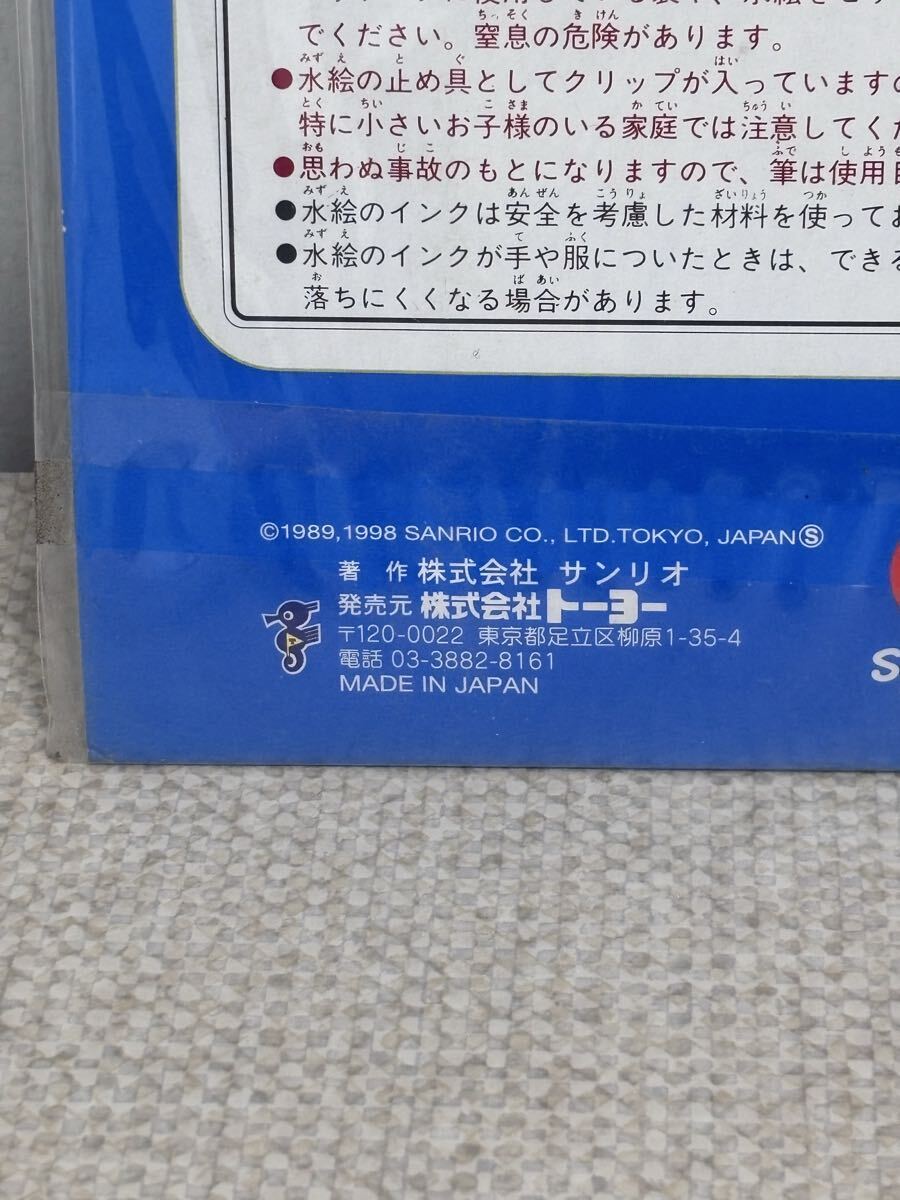 でください。窒息の危険があります。
●水絵の止め具としてクリップが入っていますの
特に小さいお子様のいる家庭では注意してくだ
●思わぬ事故のもとになりますので、筆は使用目
●水絵のインクは安全を考慮した材料を使ってお
●水絵のインクが手や服についたときは、できる
落ちにくくなる場合があります。
©1989,1998 SANRIO CO., LTD.TOKYO, JAPANⓈ
著 作 株式会社 サンリオ
発売元 株式会社トーヨー
〒120-0022 東京都足立区柳原1-35-4
電話 03-3882-8161
MADE IN JAPAN